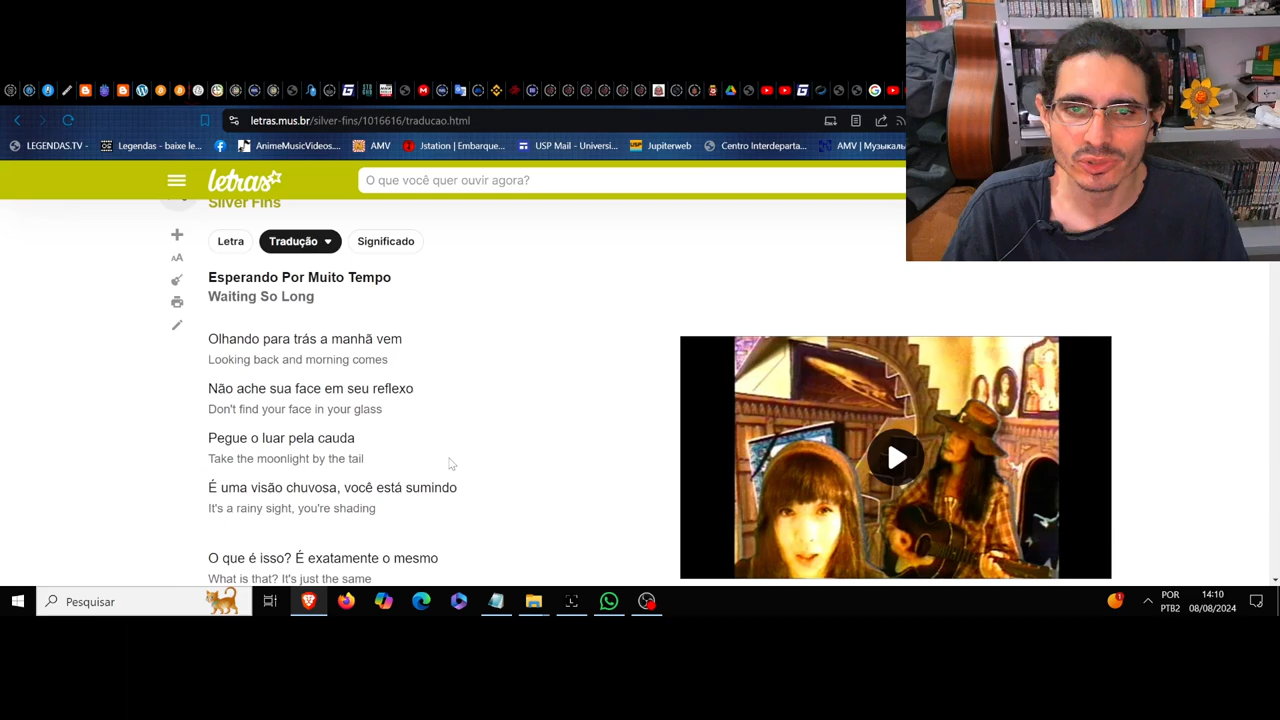 letras.mus.br/silver-fins/1016616/traducao.html
LEGENDAS.TV -
Legendas - baixe le...
AnimeMusicVideos....
AMV
Jstation | Embarque...
USP Mail - Universi...
Jupiterweb
Centro Interdeparta...
AMV | Музыкаль
letras
O que você quer ouvir agora?
Silver Fins
Letra
Tradução
Significado
Esperando Por Muito Tempo
Waiting So Long
Olhando para trás a manhã vem
Looking back and morning comes
Não ache sua face em seu reflexo
Don't find your face in your glass
Pegue o luar pela cauda
Take the moonlight by the tail
É uma visão chuvosa, você está sumindo
It's a rainy sight, you're shading
O que é isso? É exatamente o mesmo
What is that? It's just the same
Pesquisar
POR
PTB2
14:10
08/08/2024